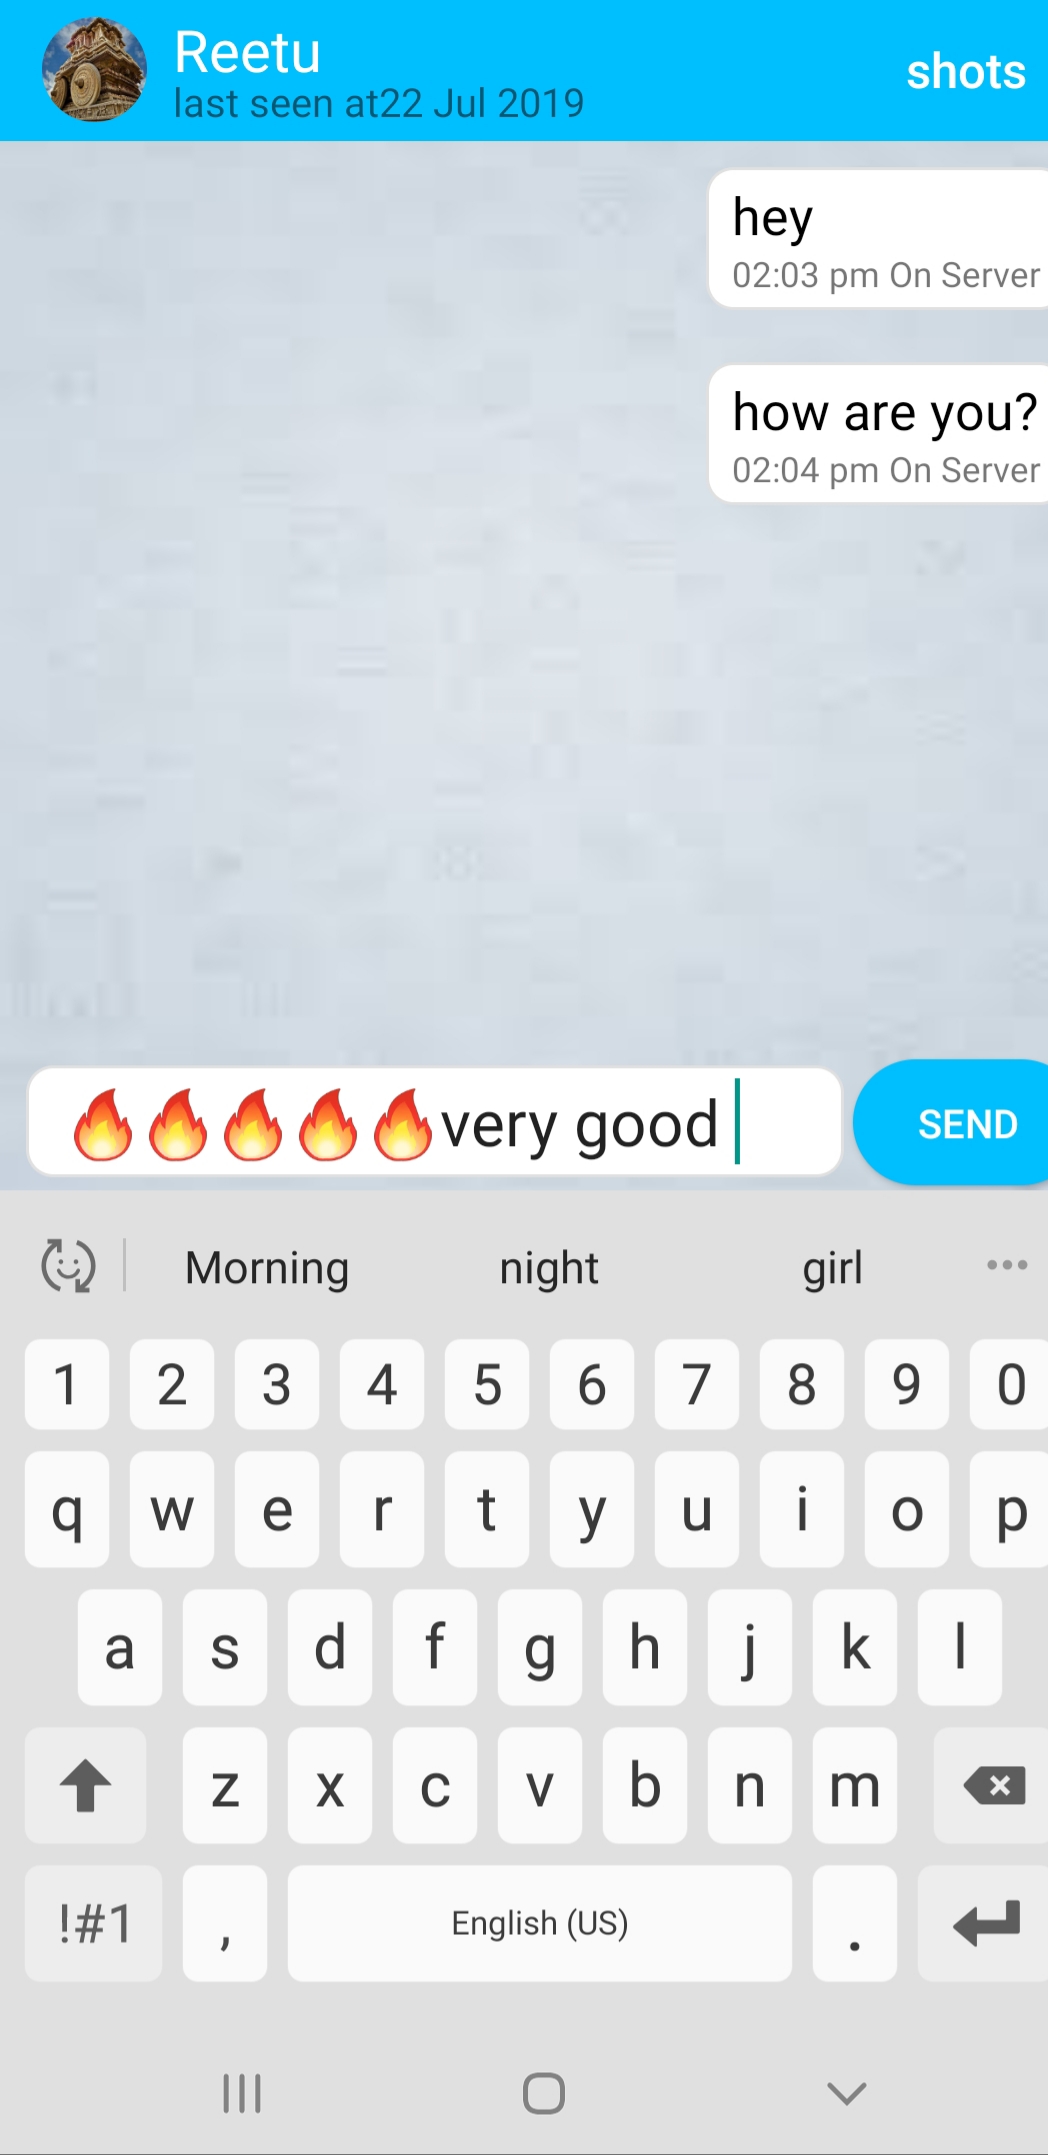 Reetu
shots
last seen at22 Jul 2019
hey
02:03 pm On Server
how are you?
02:04 pm On Server
🔥🔥🔥🔥🔥very good
SEND
Morning night girl
1 2 3 4 5 6 7 8 9 0
q w e r t y u i o p
a s d f g h j k l
z x c v b n m
!#1 , English (US) .